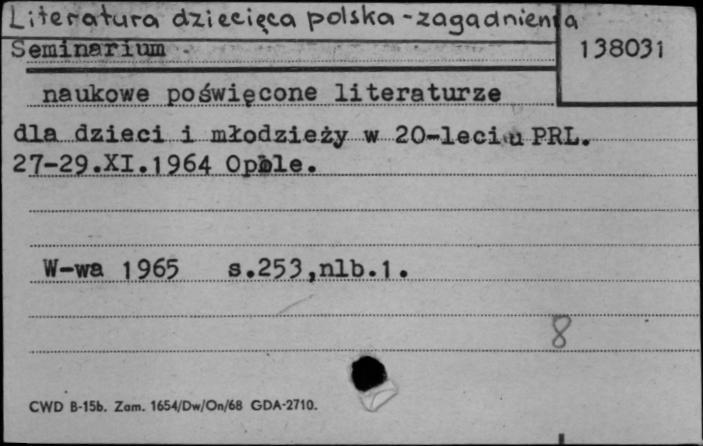 Literatura dziecięca polska - zagadnienia
Seminarium
138031
naukowe poświęcone literaturze
dla dzieci i młodzieży w 20-leciu PRL.
27-29.XI.1964 Opole.
W-wa 1965 s.253,nlb.1.
8
CWD B-15b. Zam. 1654/Dw/On/68 GDA-2710.